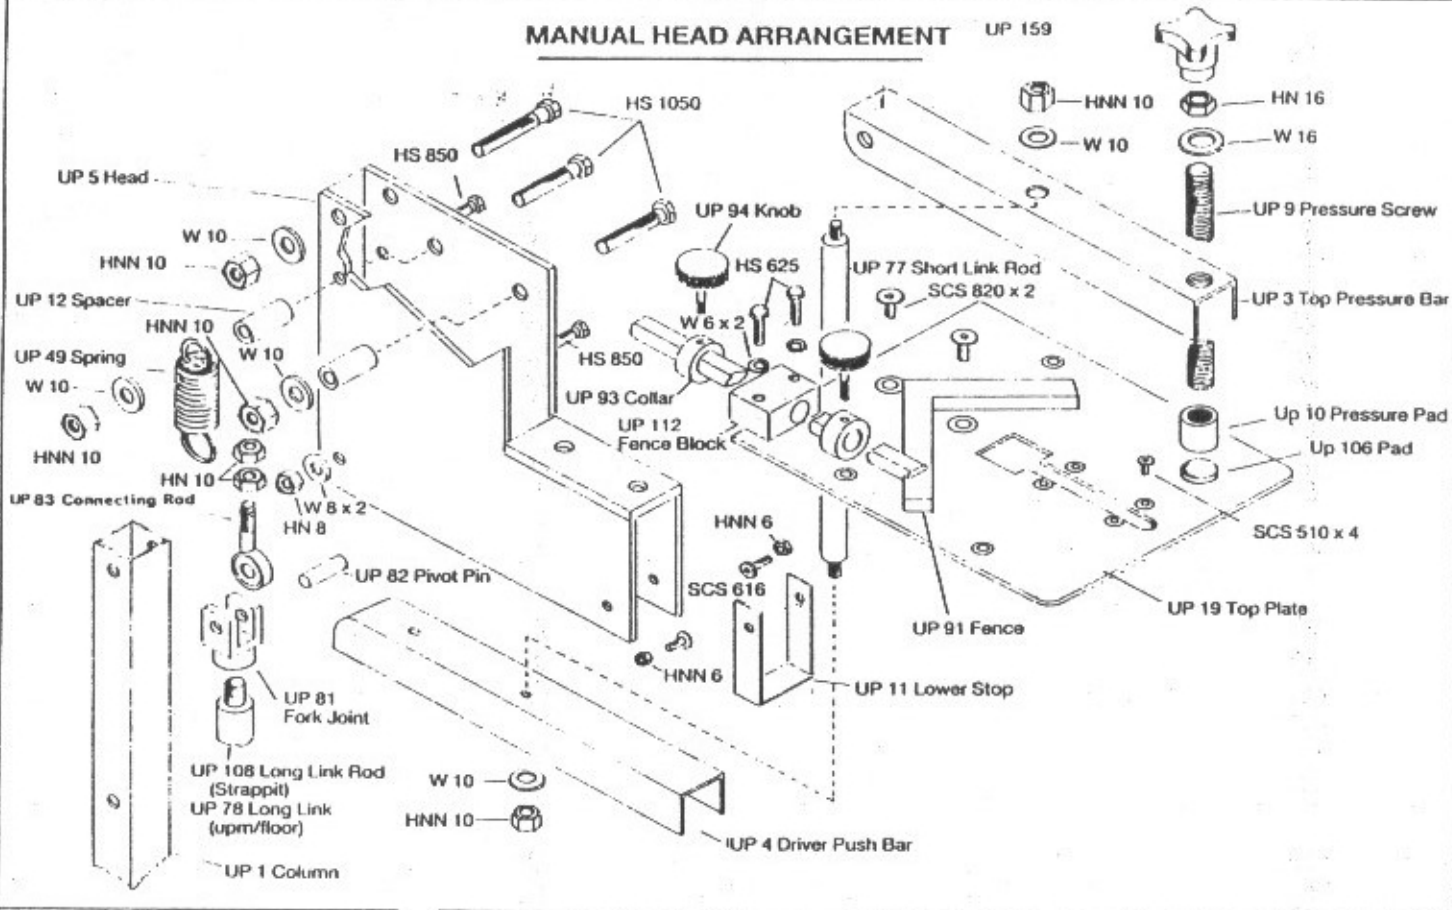 MANUAL HEAD ARRANGEMENT
UP 159
HS 1050
HNN 10
HN 16
W 10
W 16
HS 850
UP 5 Head
UP 94 Knob
UP 9 Pressure Screw
W 10
HNN 10
HS 625
UP 77 Short Link Rod
SCS 820 x 2
UP 3 Top Pressure Bar
UP 12 Spacer
HNN 10
W 6 x 2
UP 49 Spring
W 10
HS 850
W 10
UP 93 Collar
UP 112
Fence Block
Up 10 Pressure Pad
Up 106 Pad
HNN 10
HN 10
UP 83 Connecting Rod
W 8 x 2
HN 8
HNN 6
SCS 510 x 4
UP 82 Pivot Pin
SCS 616
UP 19 Top Plate
UP 91 Fence
HNN 6
UP 11 Lower Stop
UP 81
Fork Joint
UP 108 Long Link Rod
(Strappit)
UP 78 Long Link
(upm/floor)
W 10
HNN 10
UP 4 Driver Push Bar
UP 1 Column